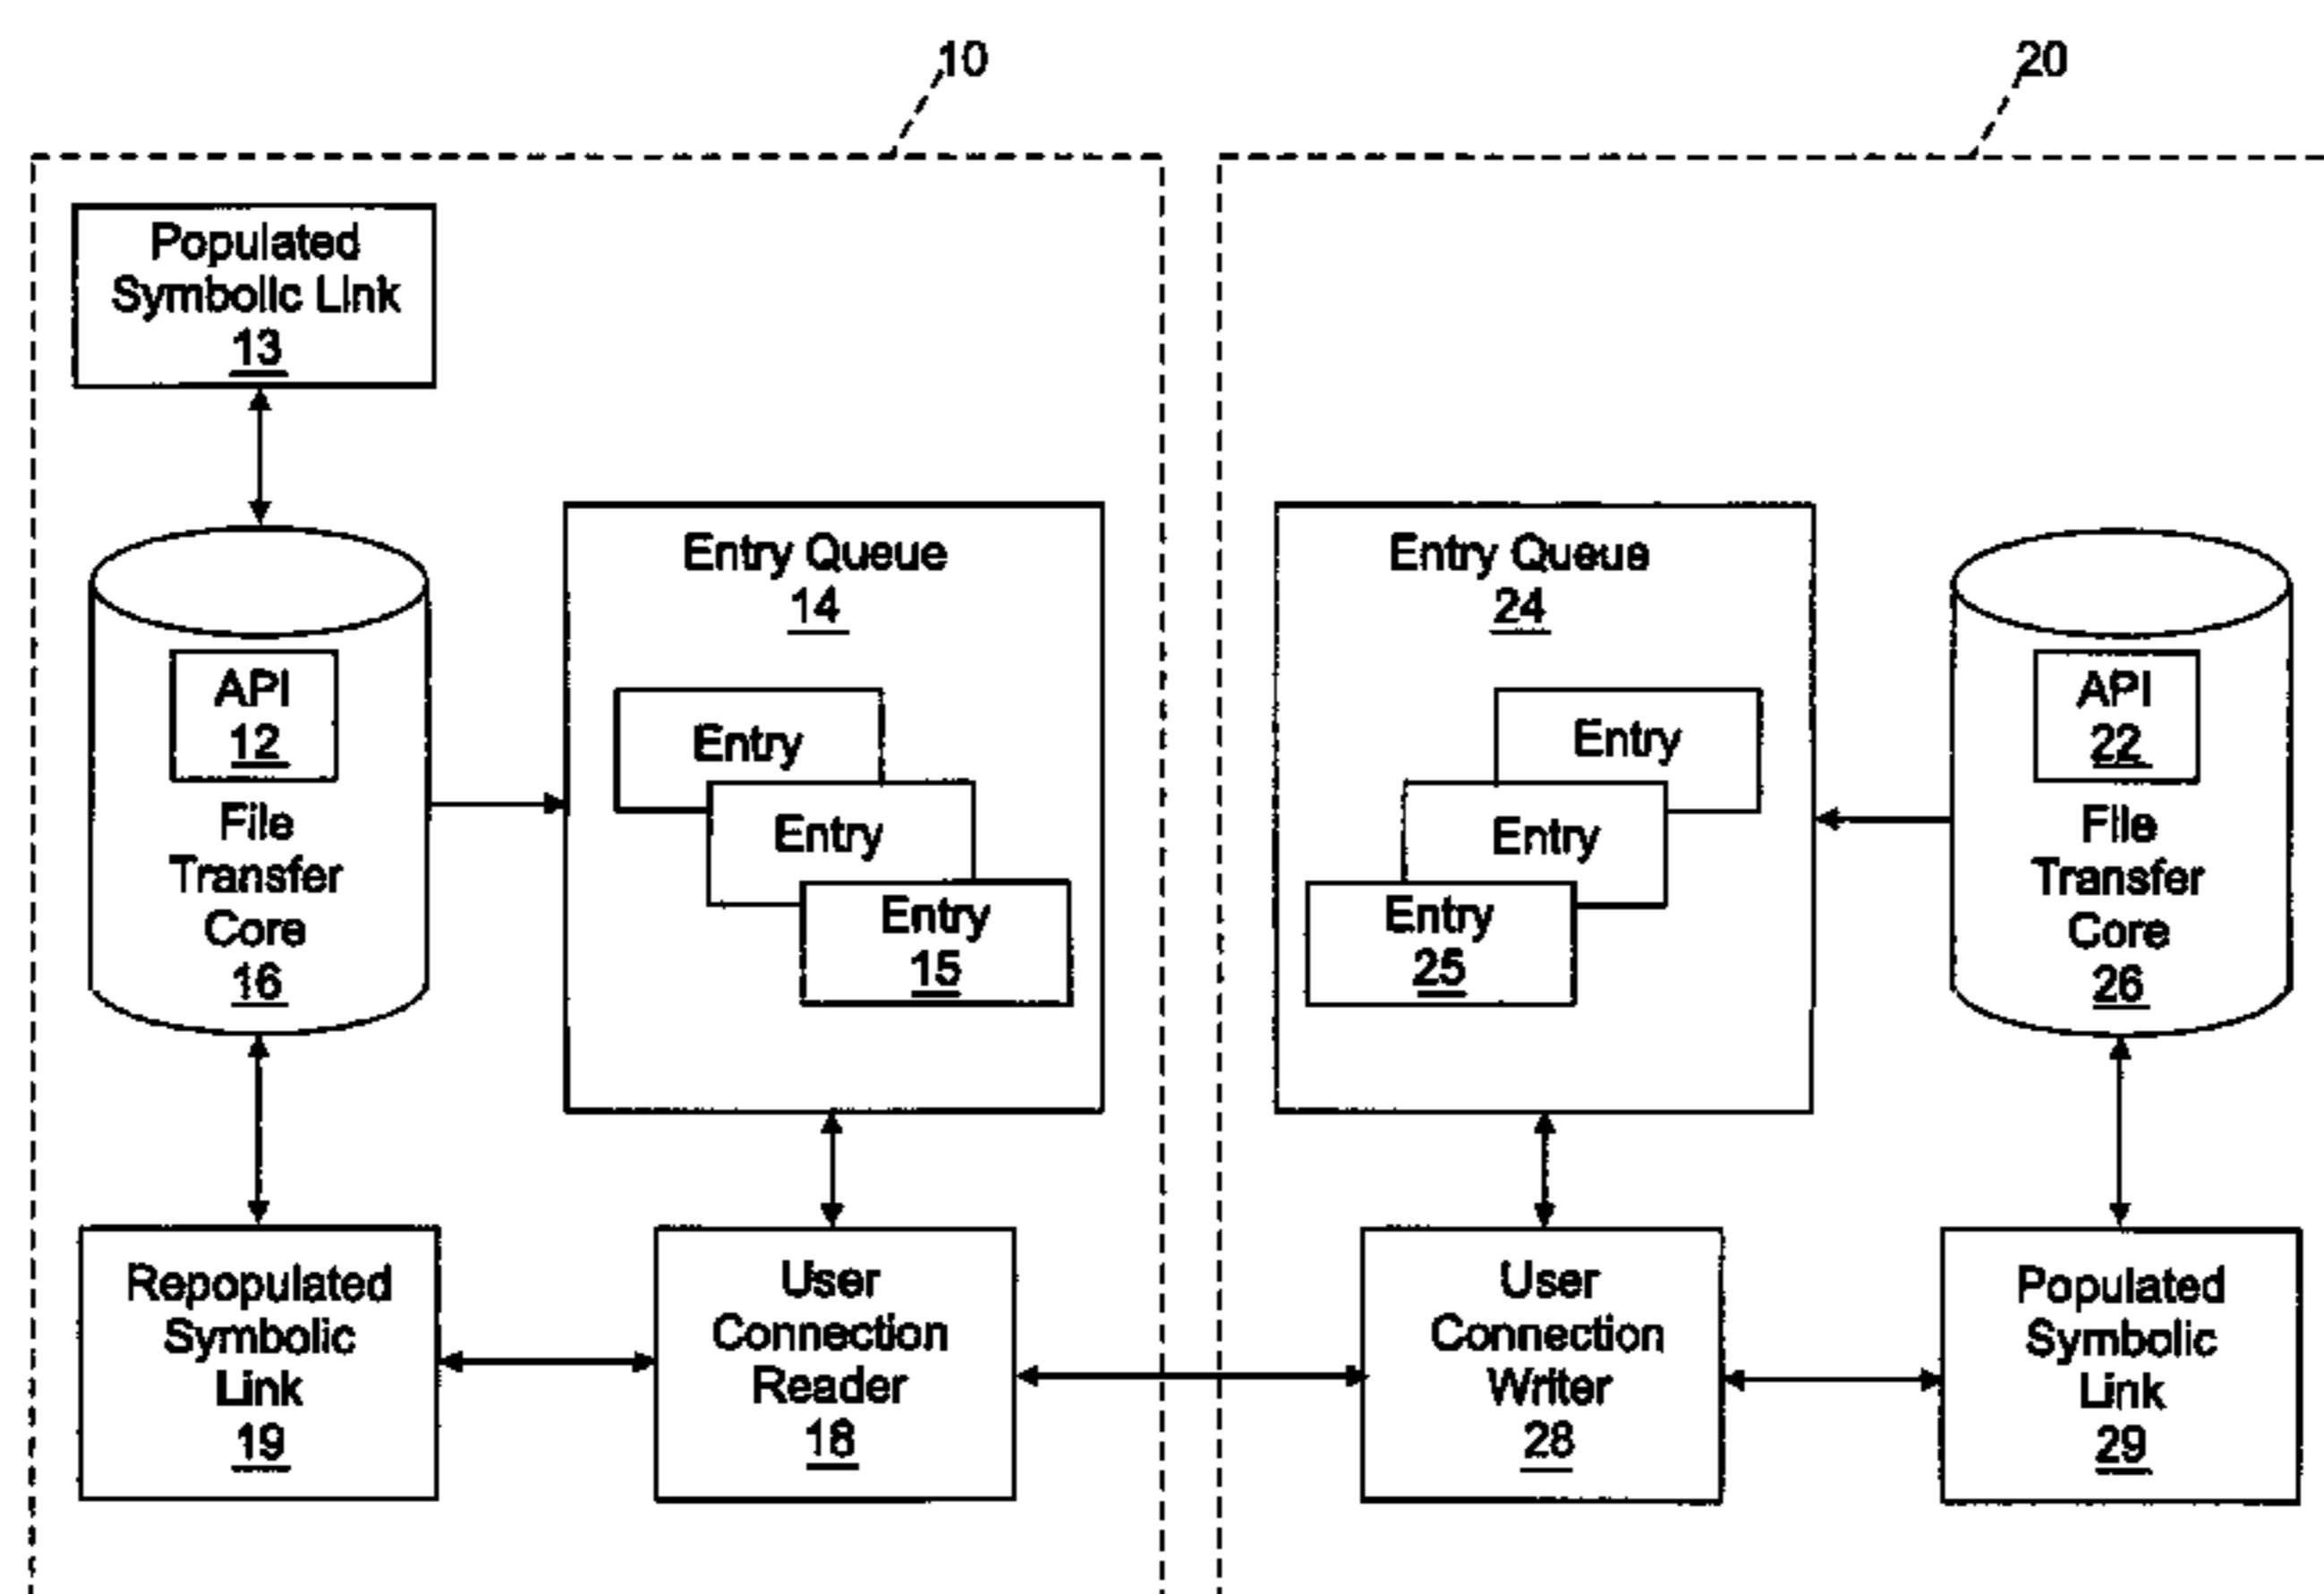 10
20
Populated
Symbolic Link
13
Entry Queue
14
Entry
Entry
Entry
15
API
12
File
Transfer
Core
16
Repopulated
Symbolic
Link
19
User
Connection
Reader
18
Entry Queue
24
Entry
Entry
Entry
25
API
22
File
Transfer
Core
26
User
Connection
Writer
28
Populated
Symbolic
Link
29